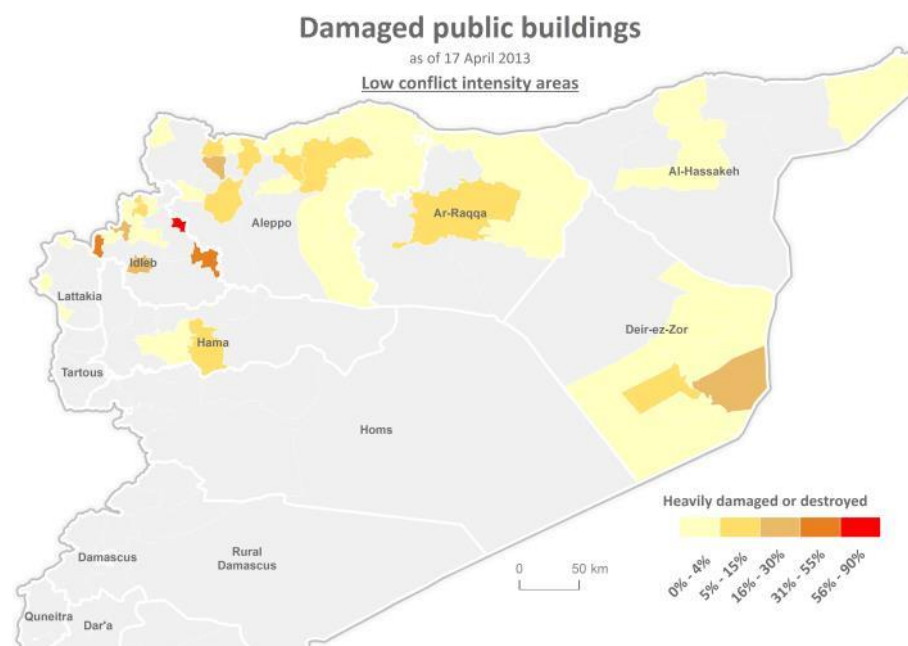 Damaged public buildings
as of 17 April 2013
Low conflict intensity areas
Al-Hassakeh
Ar-Raqqa
Aleppo
Idleb
Lattakia
Deir-ez-Zor
Hama
Tartous
Homs
Heavily damaged or destroyed
0% - 4%
5% - 15%
16% - 30%
31% - 55%
56% - 90%
Damascus
Rural
Damascus
0 50 km
Quneitra
Dar'a